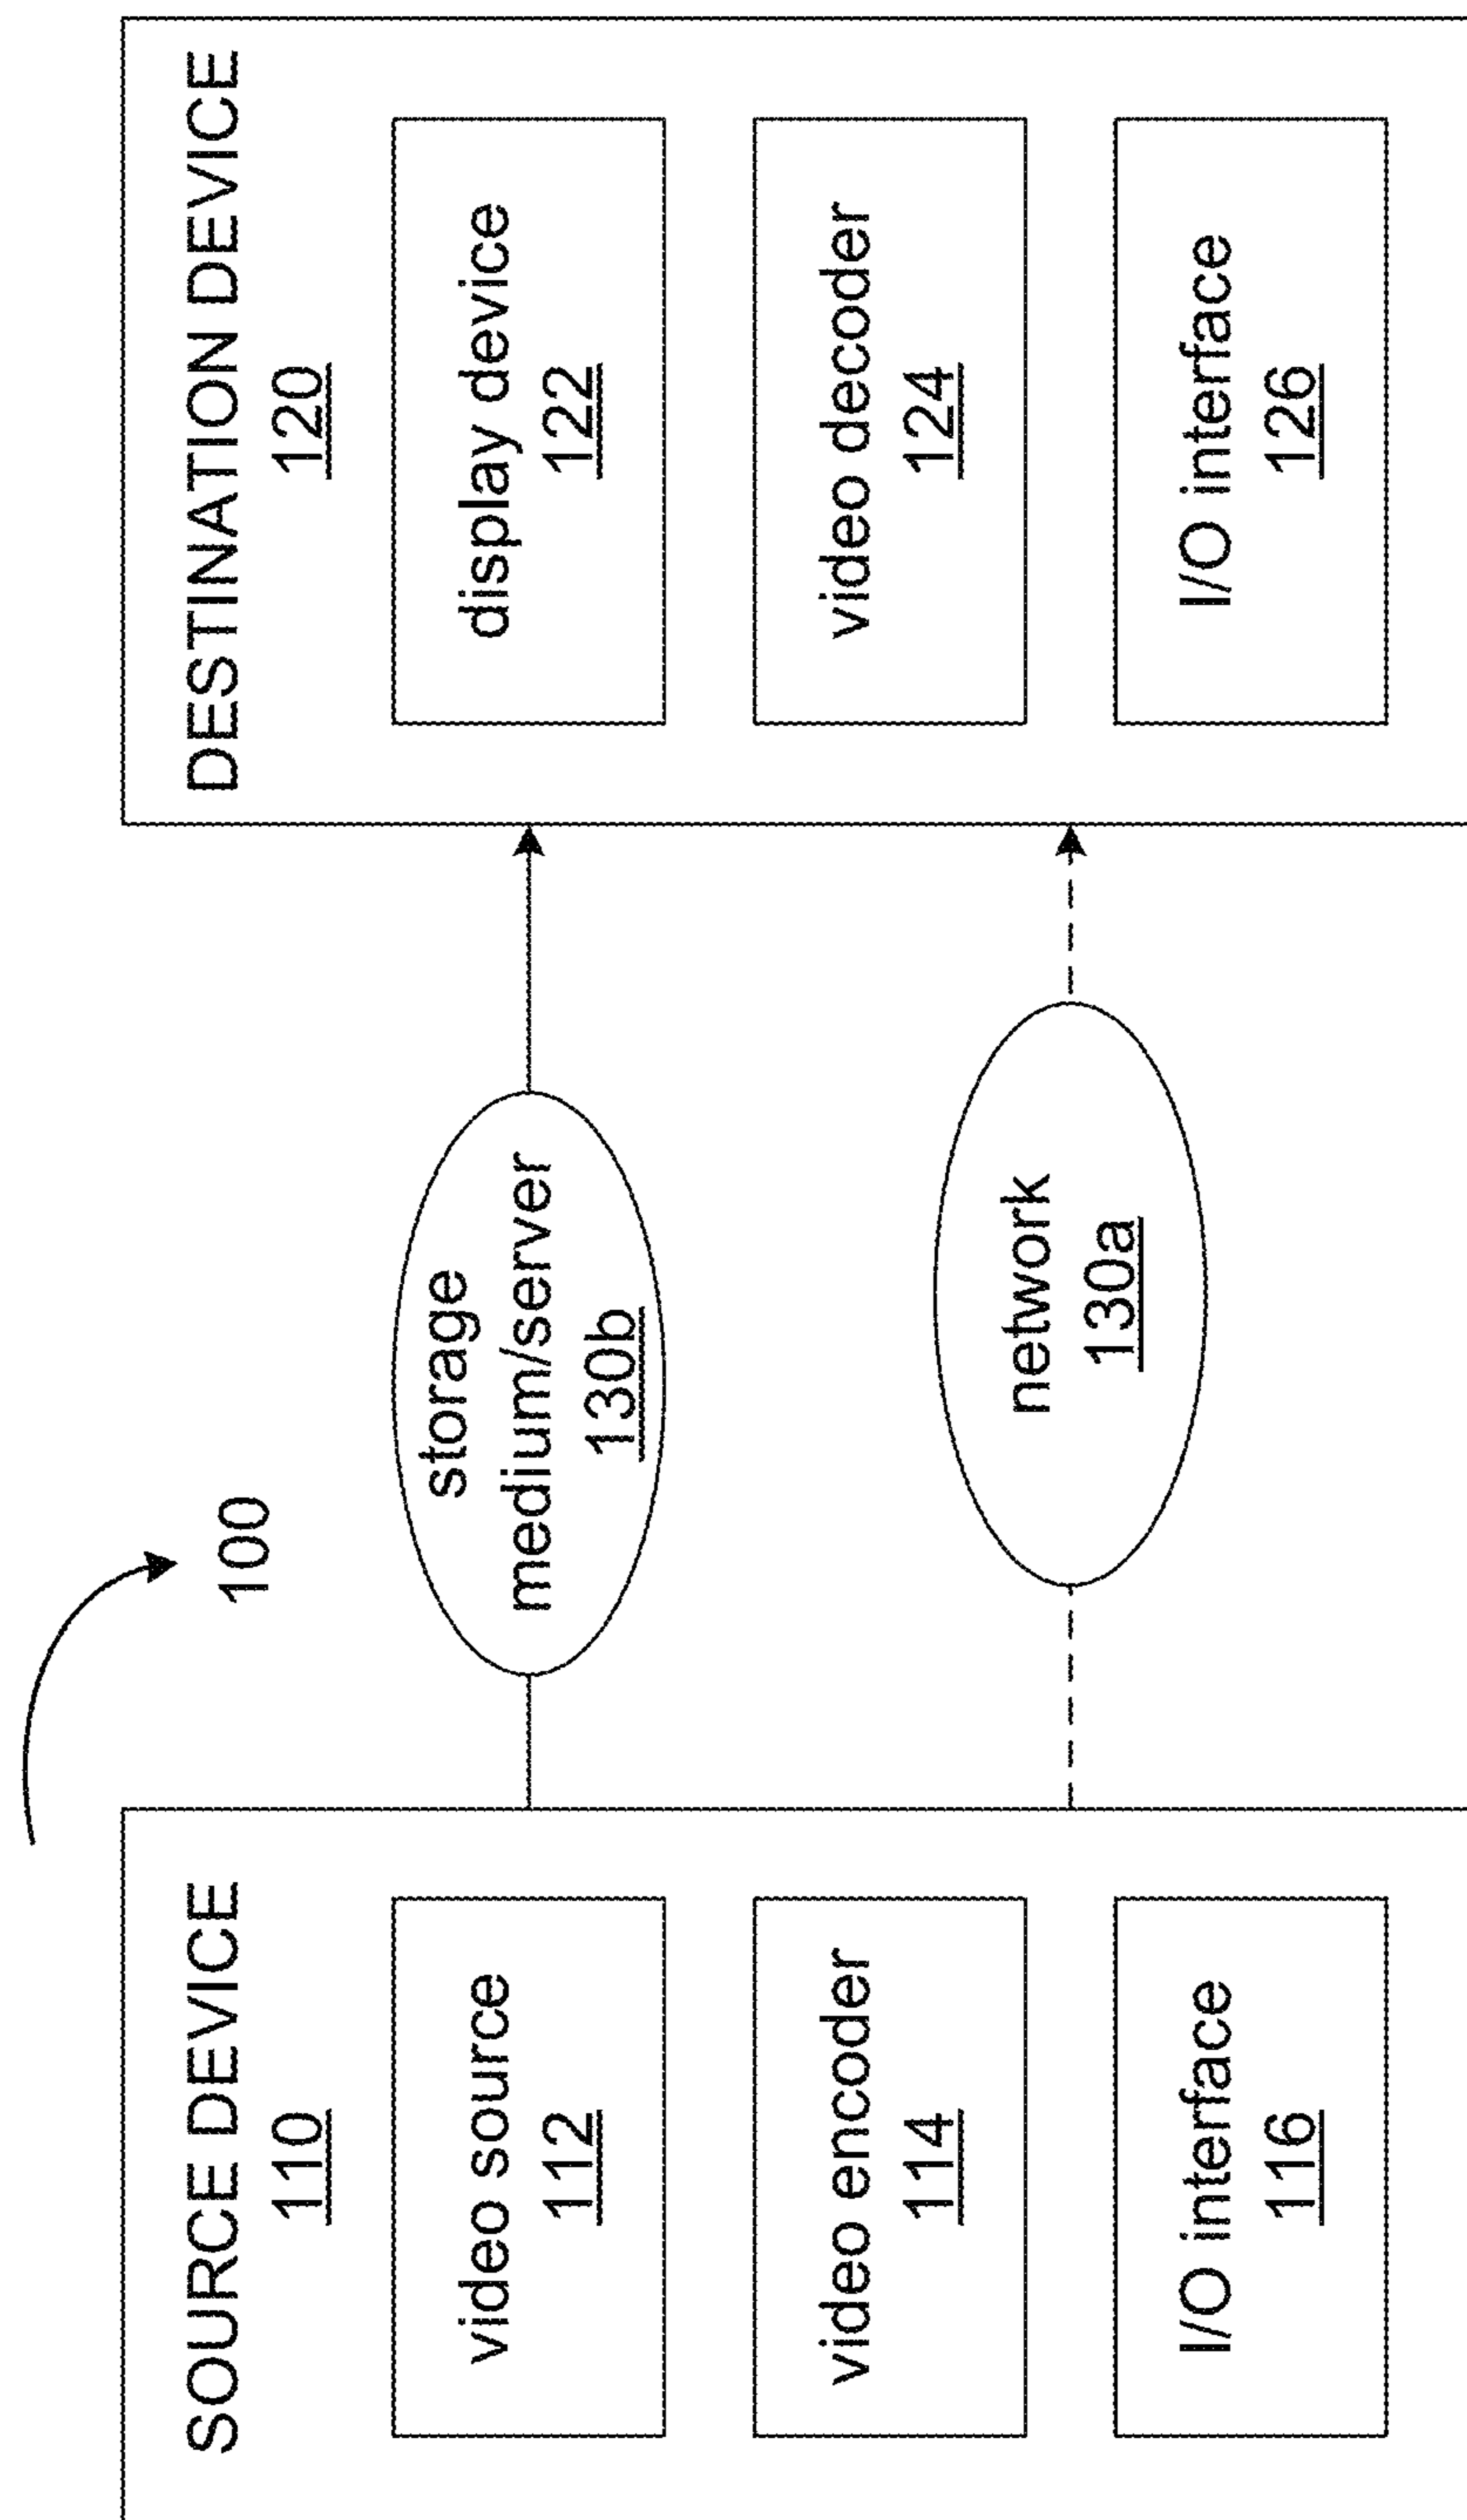 100
SOURCE DEVICE
110
video source
112
video encoder
114
I/O interface
116
storage
medium/server
130b
network
130a
DESTINATION DEVICE
120
display device
122
video decoder
124
I/O interface
126